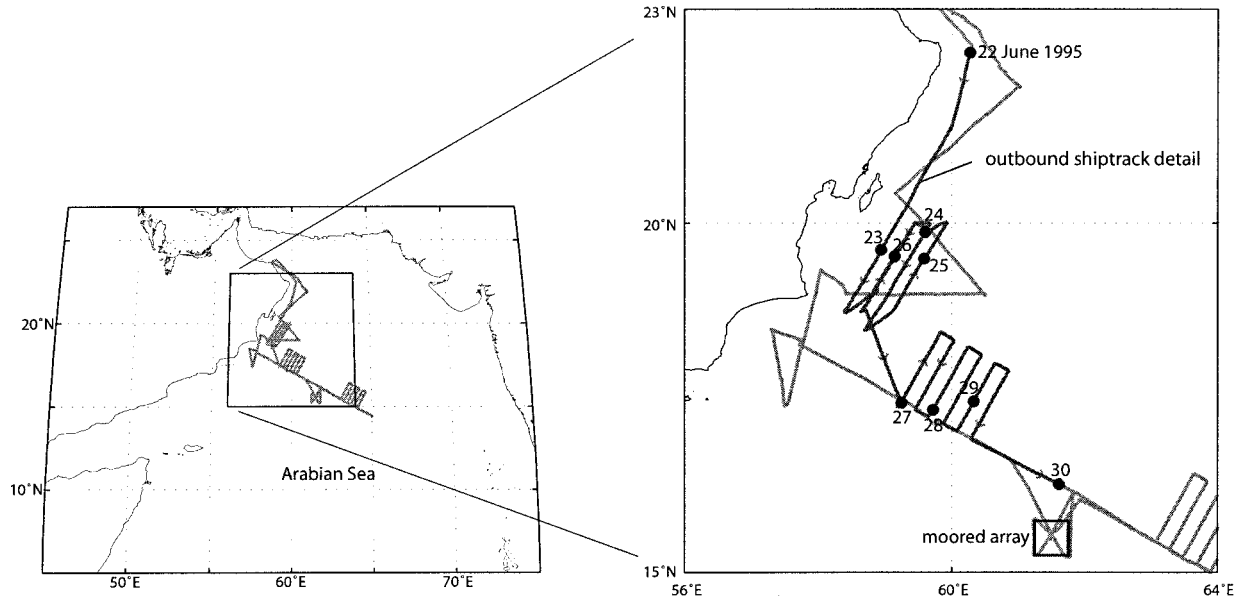 20˚N
10˚N
50˚E
60˚E
70˚E
Arabian Sea
23˚N
22 June 1995
outbound shiptrack detail
20˚N
24
23
26
25
29
27
28
30
moored array
15˚N
56˚E
60˚E
64˚E